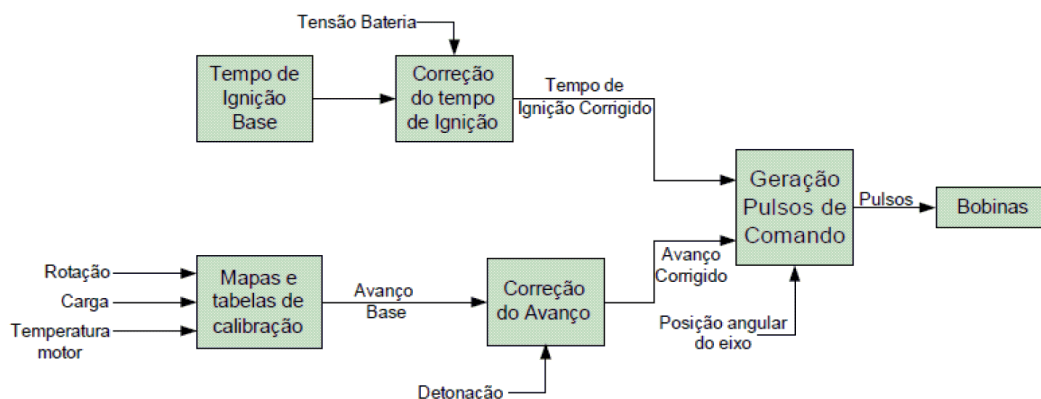 Tensão Bateria
Tempo de
Ignição
Base
Correção
do tempo
de Ignição
Tempo de
Ignição Corrigido
Geração
Pulsos de
Comando
Pulsos
Bobinas
Rotação
Carga
Temperatura
motor
Mapas e
tabelas de
calibração
Avanço
Base
Correção
do Avanço
Avanço
Corrigido
Posição angular
do eixo
Detonação